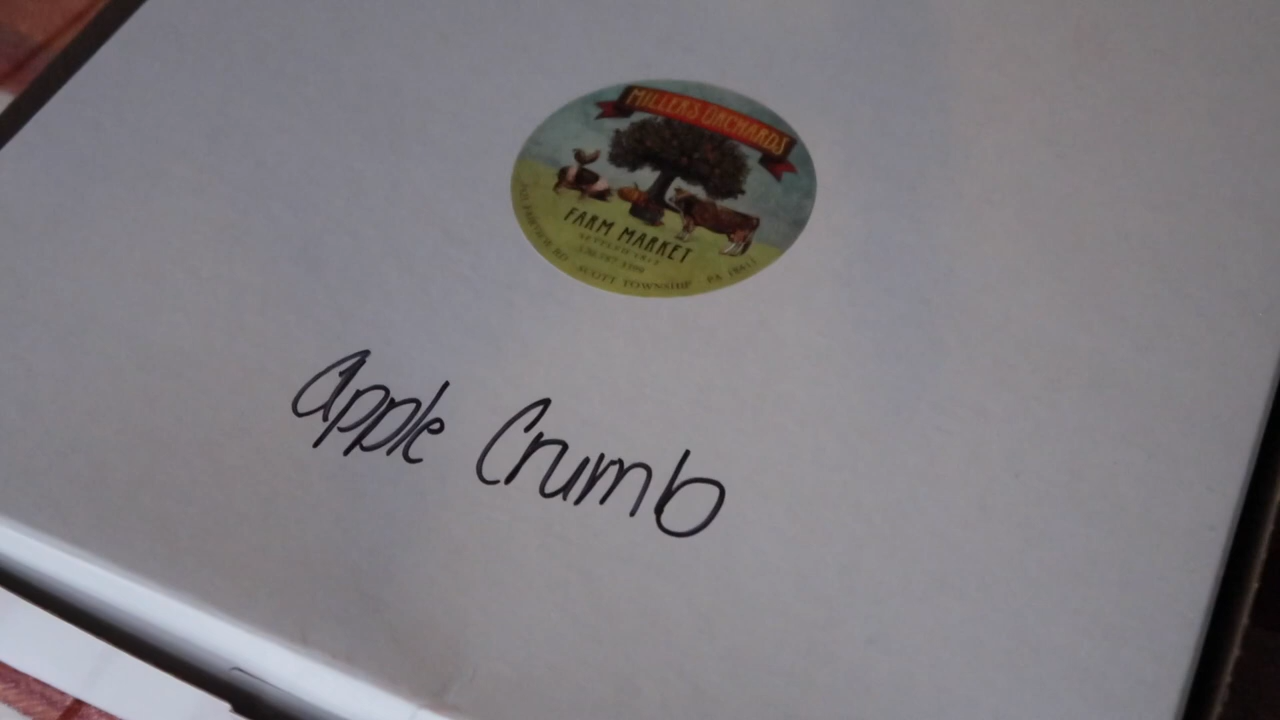 MILLER'S ORCHARDS
FARM MARKET
SCOTT TOWNSHIP PA 18411
Apple Crumb